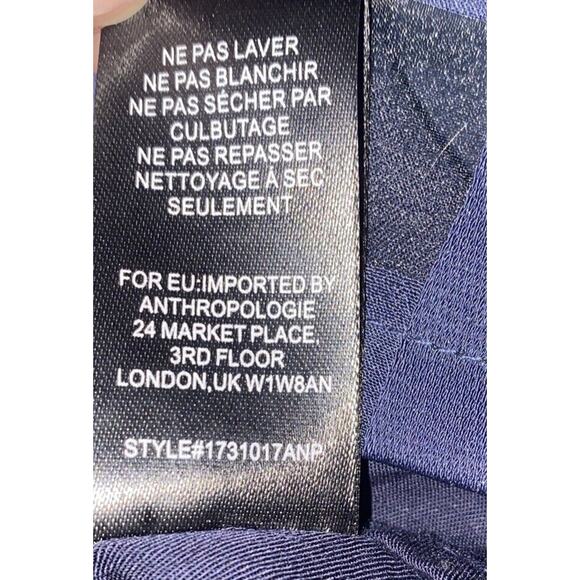 NE PAS LAVER
NE PAS BLANCHIR
NE PAS SÉCHER PAR
CULBUTAGE
NE PAS REPASSER
NETTOYAGE À SEC
SEULEMENT
FOR EU:IMPORTED BY
ANTHROPOLOGIE
24 MARKET PLACE,
3RD FLOOR
LONDON,UK W1W8AN
STYLE#1731017ANP